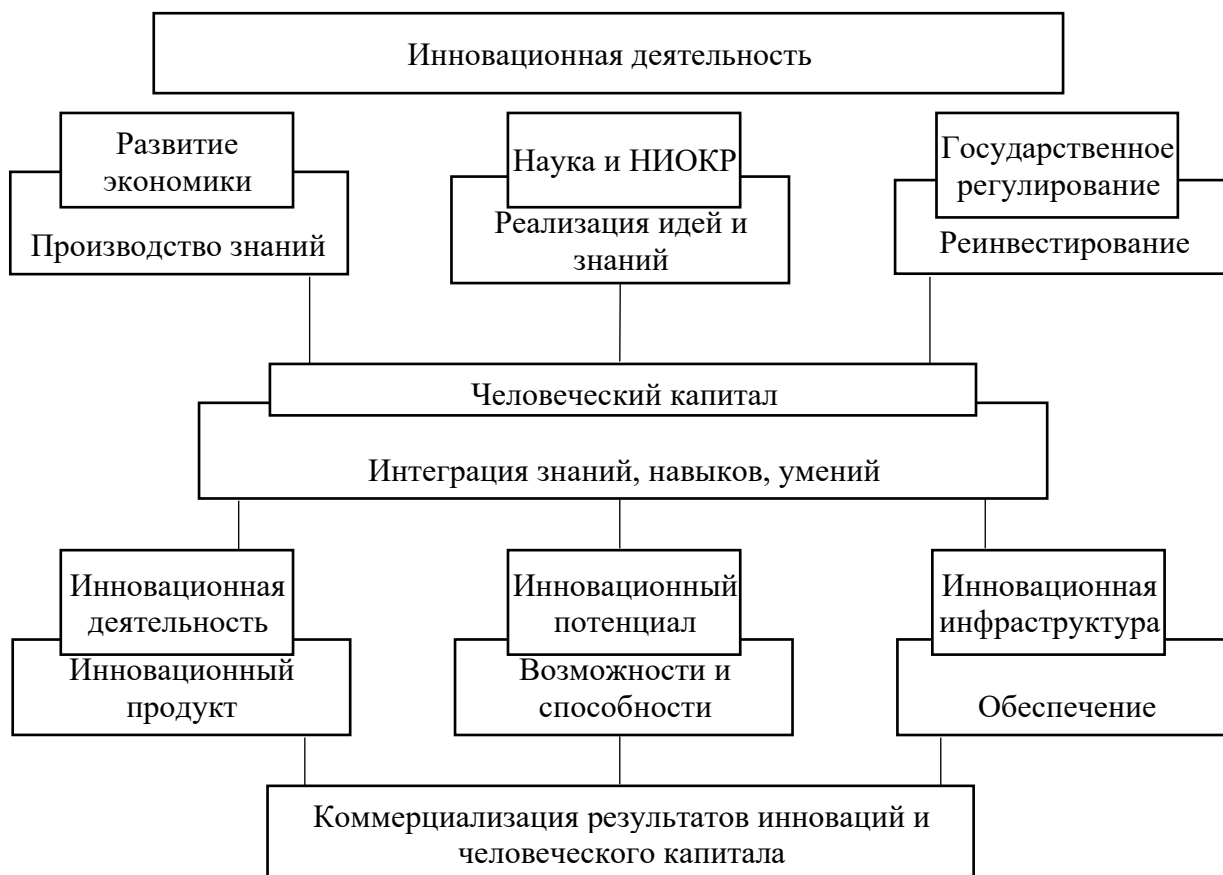 Инновационная деятельность
Развитие
экономики
Производство знаний
Наука и НИОКР
Реализация идей и
знаний
Государственное
регулирование
Реинвестирование
Человеческий капитал
Интеграция знаний, навыков, умений
Инновационная
деятельность
Инновационный
продукт
Инновационный
потенциал
Возможности и
способности
Инновационная
инфраструктура
Обеспечение
Коммерциализация результатов инноваций и
человеческого капитала